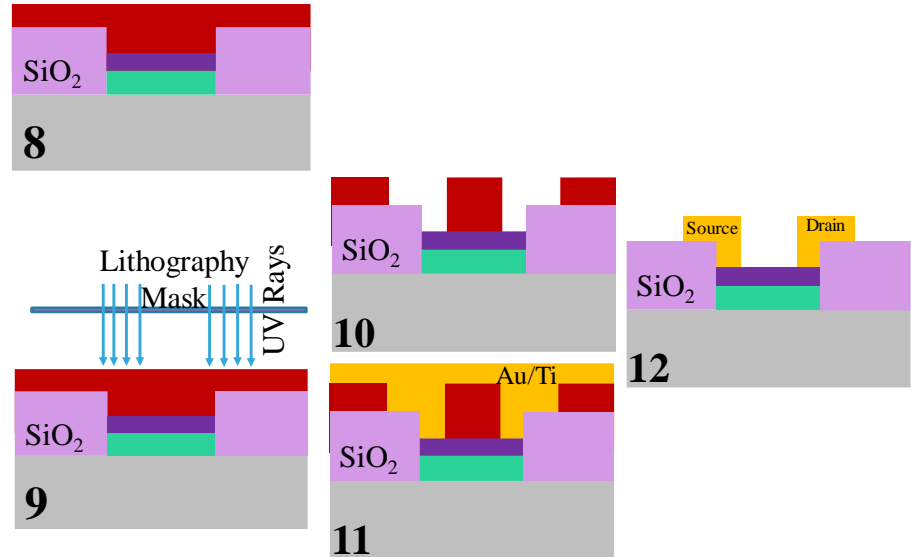 SiO₂
8
Lithography
Mask
UV Rays
SiO₂
9
SiO₂
10
Au/Ti
SiO₂
11
Source
Drain
SiO₂
12